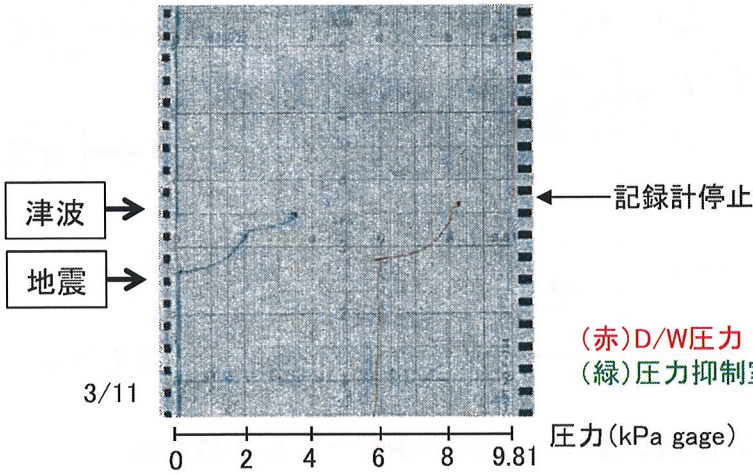 津波
地震
3/11
記録計停止
(赤)D/W圧力
(緑)圧力抑制
0 2 4 6 8 9.81
圧力(kPa gage)